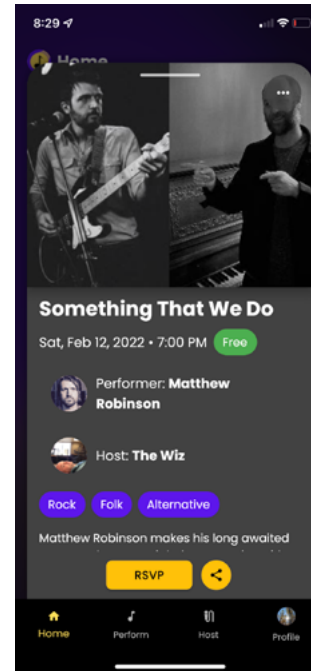 8:29
Home
Something That We Do
Sat, Feb 12, 2022 • 7:00 PM Free
Performer: Matthew
Robinson
Host: The Wiz
Rock Folk Alternative
Matthew Robinson makes his long awaited
RSVP
Home Perform Host Profile